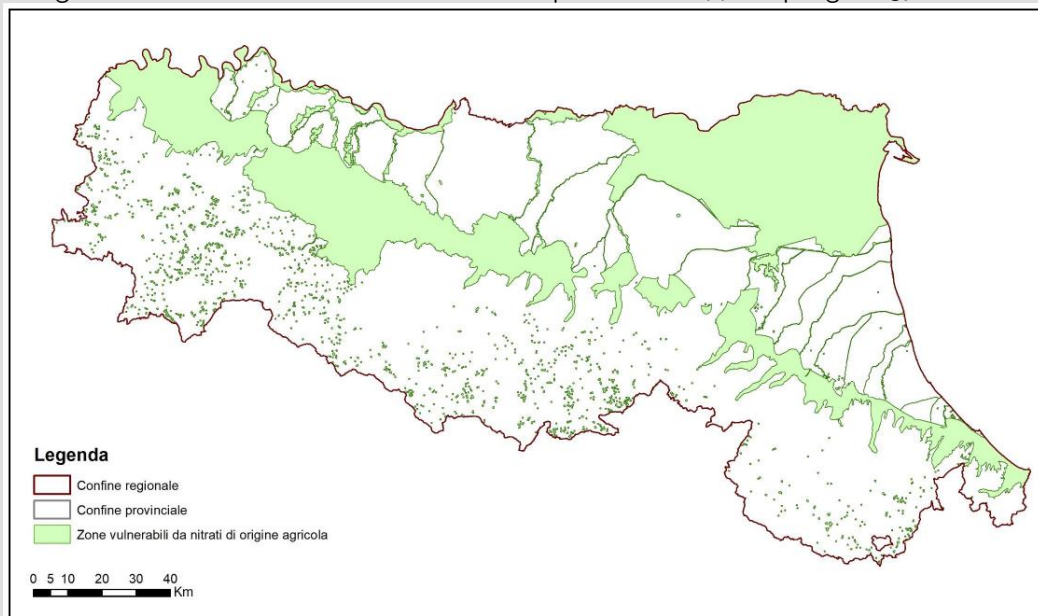 Legenda
Confine regionale
Confine provinciale
Zone vulnerabili da nitrati di origine agricola
0 5 10 20 30 40
Km